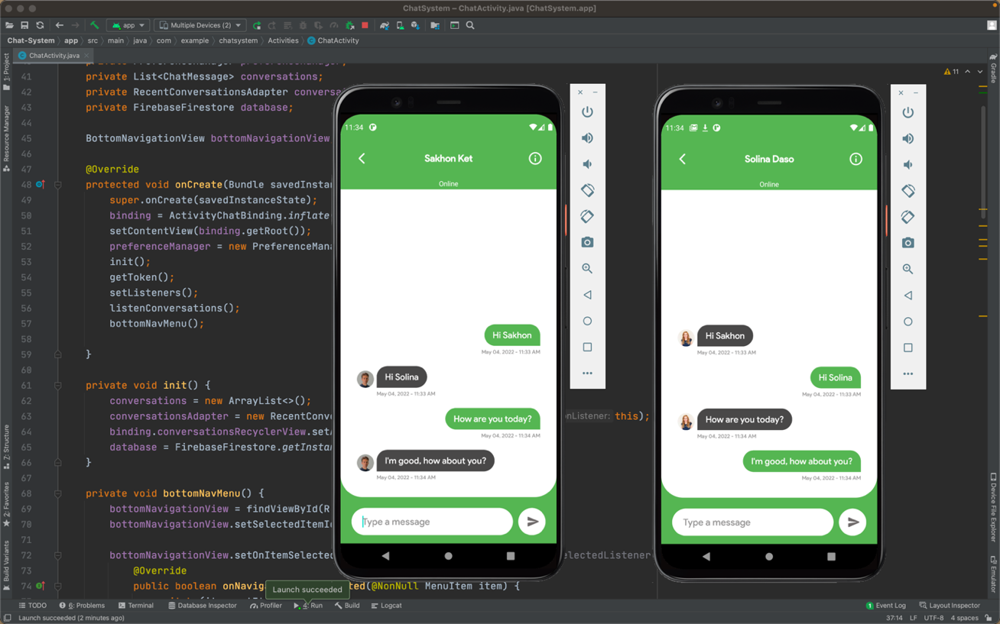 ChatSystem – ChatActivity.java [ChatSystem.app]
app
Multiple Devices (2)
Chat-System
app
src
main
java
com
example
chatsystem
Activities
ChatActivity
ChatActivity.java
1: Project
Resource Manager
Z: Structure
2: Favorites
Build Variants
11
Gradle
Device File Explorer
Emulator
41 private List<ChatMessage> conversations;
42 private RecentConversationsAdapter conversa
43 private FirebaseFirestore database;
44
45 BottomNavigationView bottomNavigationView
46
47 @Override
48 protected void onCreate(Bundle savedInstan
49 super.onCreate(savedInstanceState);
50 binding = ActivityChatBinding.inflate
51 setContentView(binding.getRoot());
52 preferenceManager = new PreferenceMana
53 init();
54 getToken();
55 setListeners();
56 listenConversations();
57 bottomNavMenu();
58
59 }
60
61 private void init() {
62 conversations = new ArrayList<>();
63 conversationsAdapter = new RecentConve onListener: this);
64 binding.conversationsRecyclerView.setA
65 database = FirebaseFirestore.getInstan
66 }
67
68 private void bottomNavMenu() {
69 bottomNavigationView = findViewById(R
70 bottomNavigationView.setSelectedItemId
71
72 bottomNavigationView.setOnItemSelected electedListener
73 @Override
74 public boolean onNaviga ted(@NonNull MenuItem item) {
Launch succeeded
11:34
Sakhon Ket
Online
Hi Sakhon
May 04, 2022 - 11:33 AM
Hi Solina
May 04, 2022 - 11:33 AM
How are you today?
May 04, 2022 - 11:34 AM
I'm good, how about you?
May 04, 2022 - 11:34 AM
Type a message
11:34
Solina Daso
Online
Hi Sakhon
May 04, 2022 - 11:33 AM
Hi Solina
May 04, 2022 - 11:33 AM
How are you today?
May 04, 2022 - 11:34 AM
I'm good, how about you?
May 04, 2022 - 11:34 AM
Type a message
TODO
6: Problems
Terminal
Database Inspector
Profiler
4: Run
Build
Logcat
1 Event Log
Layout Inspector
Launch succeeded (2 minutes ago)
37:14 LF UTF-8 4 spaces